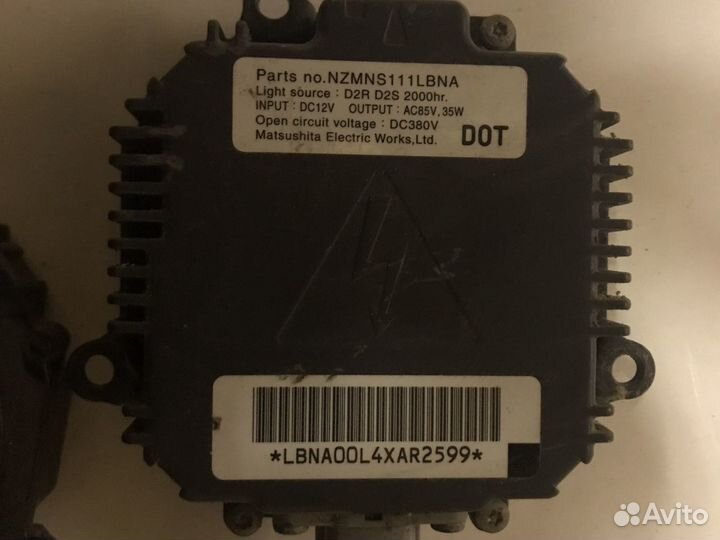 Parts no.NZMNS111LBNA
Light source : D2R D2S 2000hr.
INPUT : DC12V OUTPUT : AC85V, 35W
Open circuit voltage : DC380V
Matsushita Electric Works,Ltd. DOT
*LBNA00L4XAR2599*
Avito